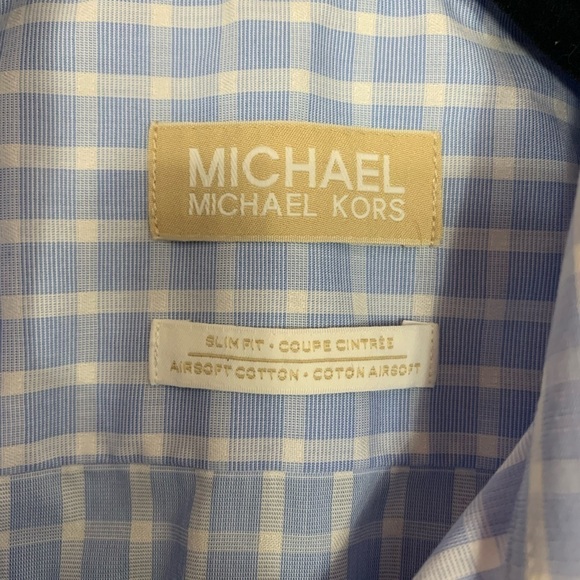 MICHAEL
MICHAEL KORS
SLIM FIT • COUPE CINTRÉE
AIRSOFT COTTON • COTON AIRSOFT